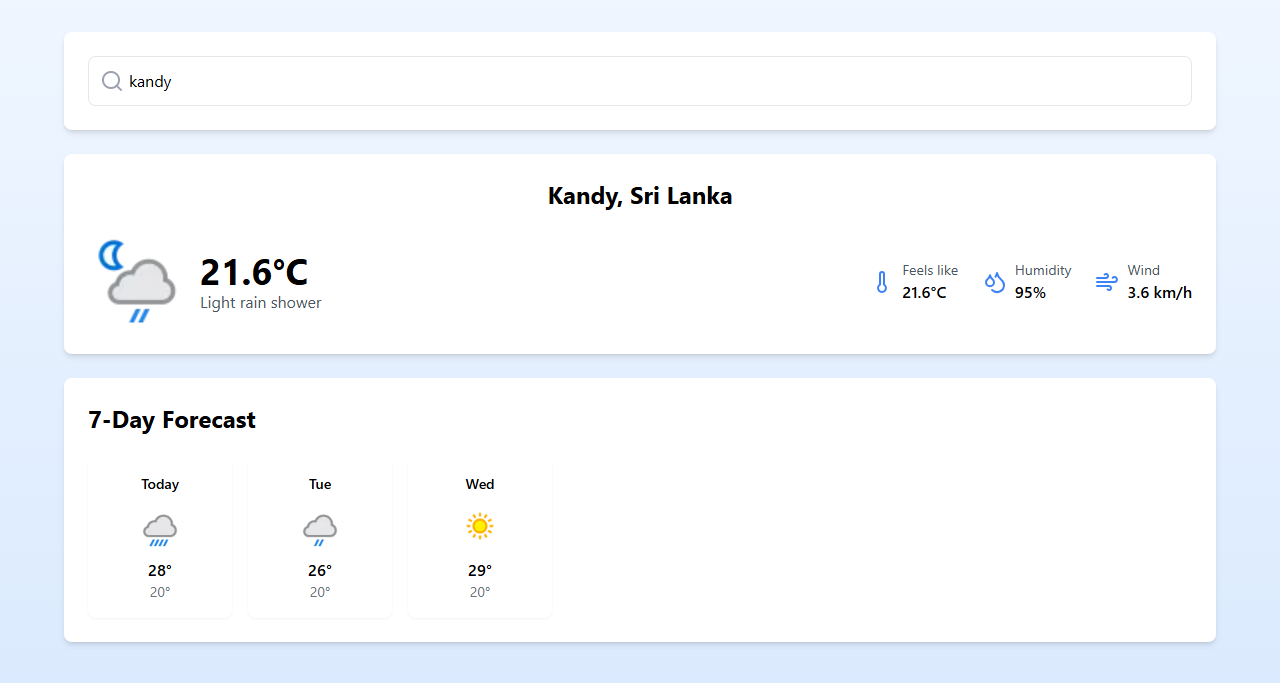 kandy
Kandy, Sri Lanka
21.6°C
Light rain shower
Feels like
21.6°C
Humidity
95%
Wind
3.6 km/h
7-Day Forecast
Today
28°
20°
Tue
26°
20°
Wed
29°
20°